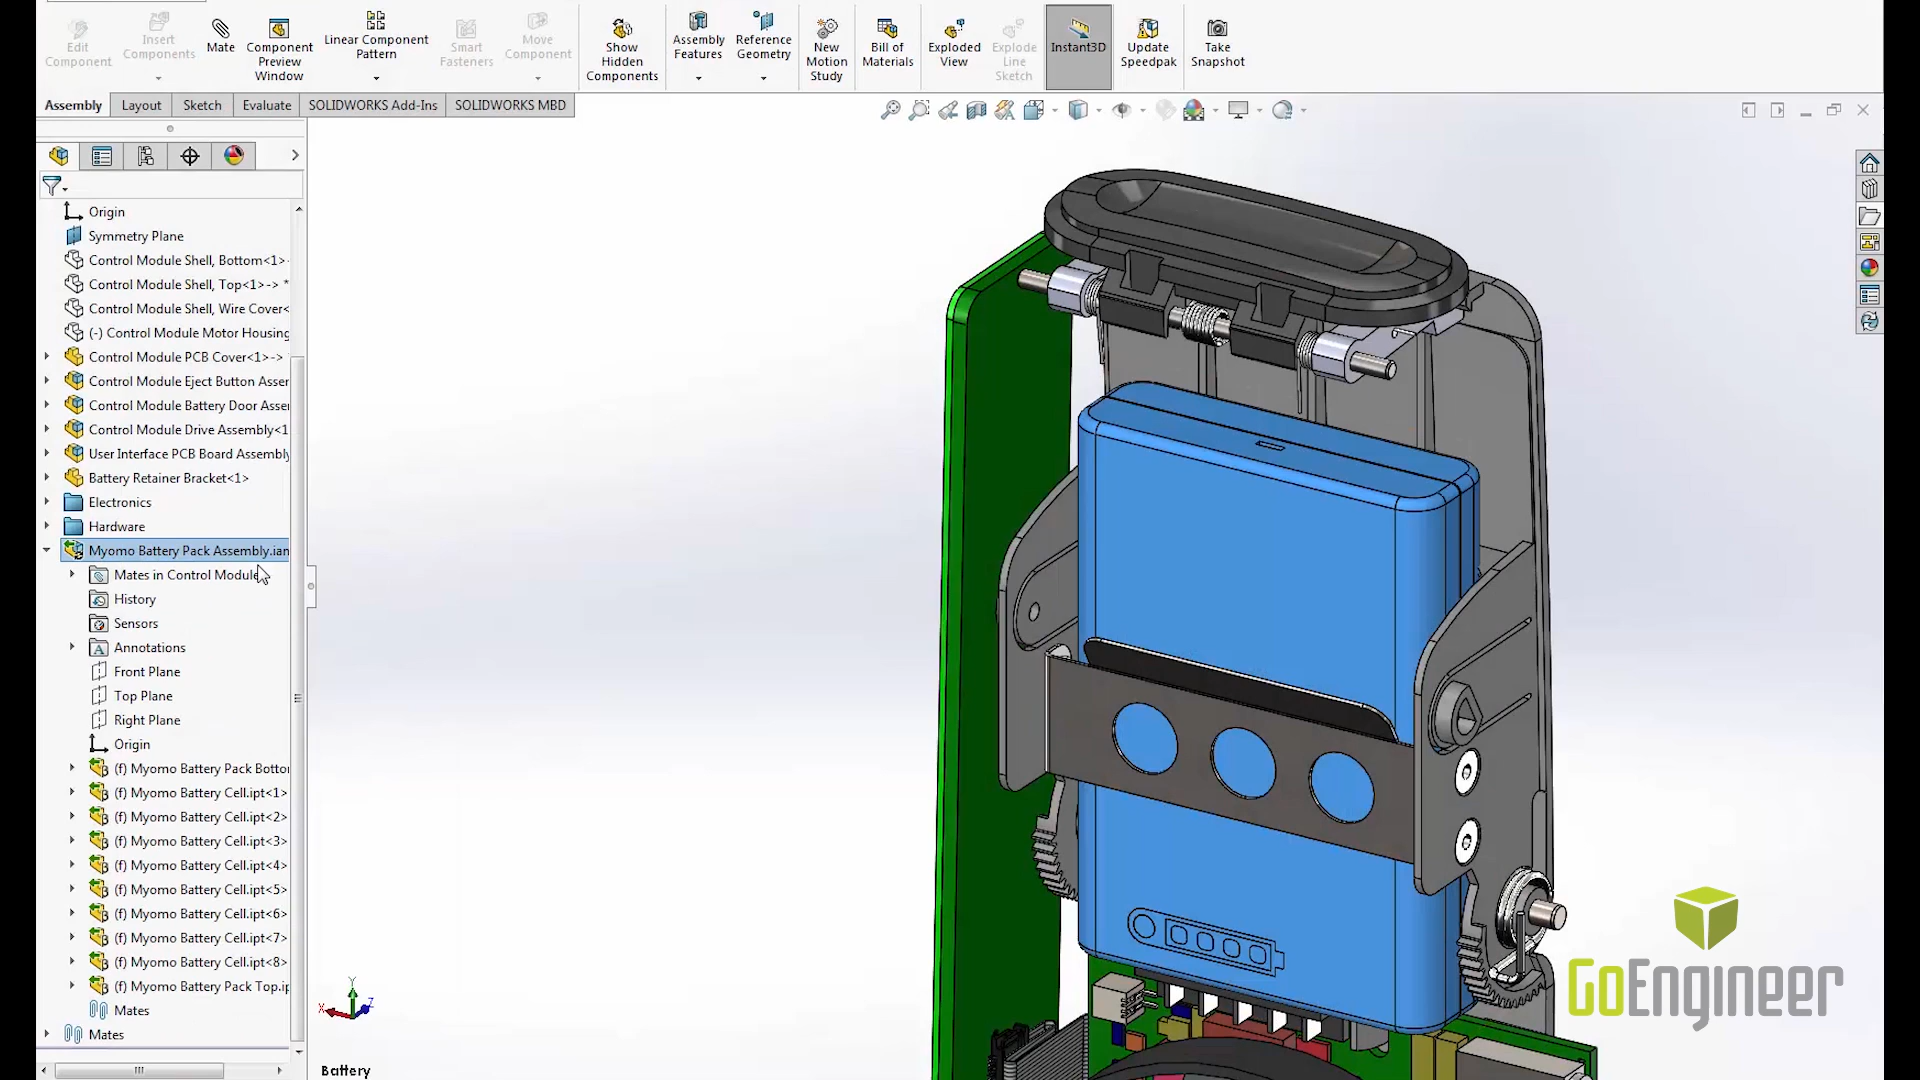 Edit
Component
Insert
Components
Mate
Component
Preview
Window
Linear Component
Pattern
Smart
Fasteners
Move
Component
Show
Hidden
Components
Assembly
Features
Reference
Geometry
New
Motion
Study
Bill of
Materials
Exploded
View
Explode
Line
Sketch
Instant3D
Update
Speedpak
Take
Snapshot
Assembly Layout Sketch Evaluate SOLIDWORKS Add-Ins SOLIDWORKS MBD
Origin
Symmetry Plane
Control Module Shell, Bottom<1>
Control Module Shell, Top<1>-> *
Control Module Shell, Wire Cover<
(-) Control Module Motor Housing
Control Module PCB Cover<1>->
Control Module Eject Button Asser
Control Module Battery Door Asser
Control Module Drive Assembly<1
User Interface PCB Board Assembly
Battery Retainer Bracket<1>
Electronics
Hardware
Myomo Battery Pack Assembly.ian
Mates in Control Module
History
Sensors
Annotations
Front Plane
Top Plane
Right Plane
Origin
(f) Myomo Battery Pack Bottor
(f) Myomo Battery Cell.ipt<1>
(f) Myomo Battery Cell.ipt<2>
(f) Myomo Battery Cell.ipt<3>
(f) Myomo Battery Cell.ipt<4>
(f) Myomo Battery Cell.ipt<5>
(f) Myomo Battery Cell.ipt<6>
(f) Myomo Battery Cell.ipt<7>
(f) Myomo Battery Cell.ipt<8>
(f) Myomo Battery Pack Top.ip
Mates
Mates
Y
X
Z
Battery
GoEngineer